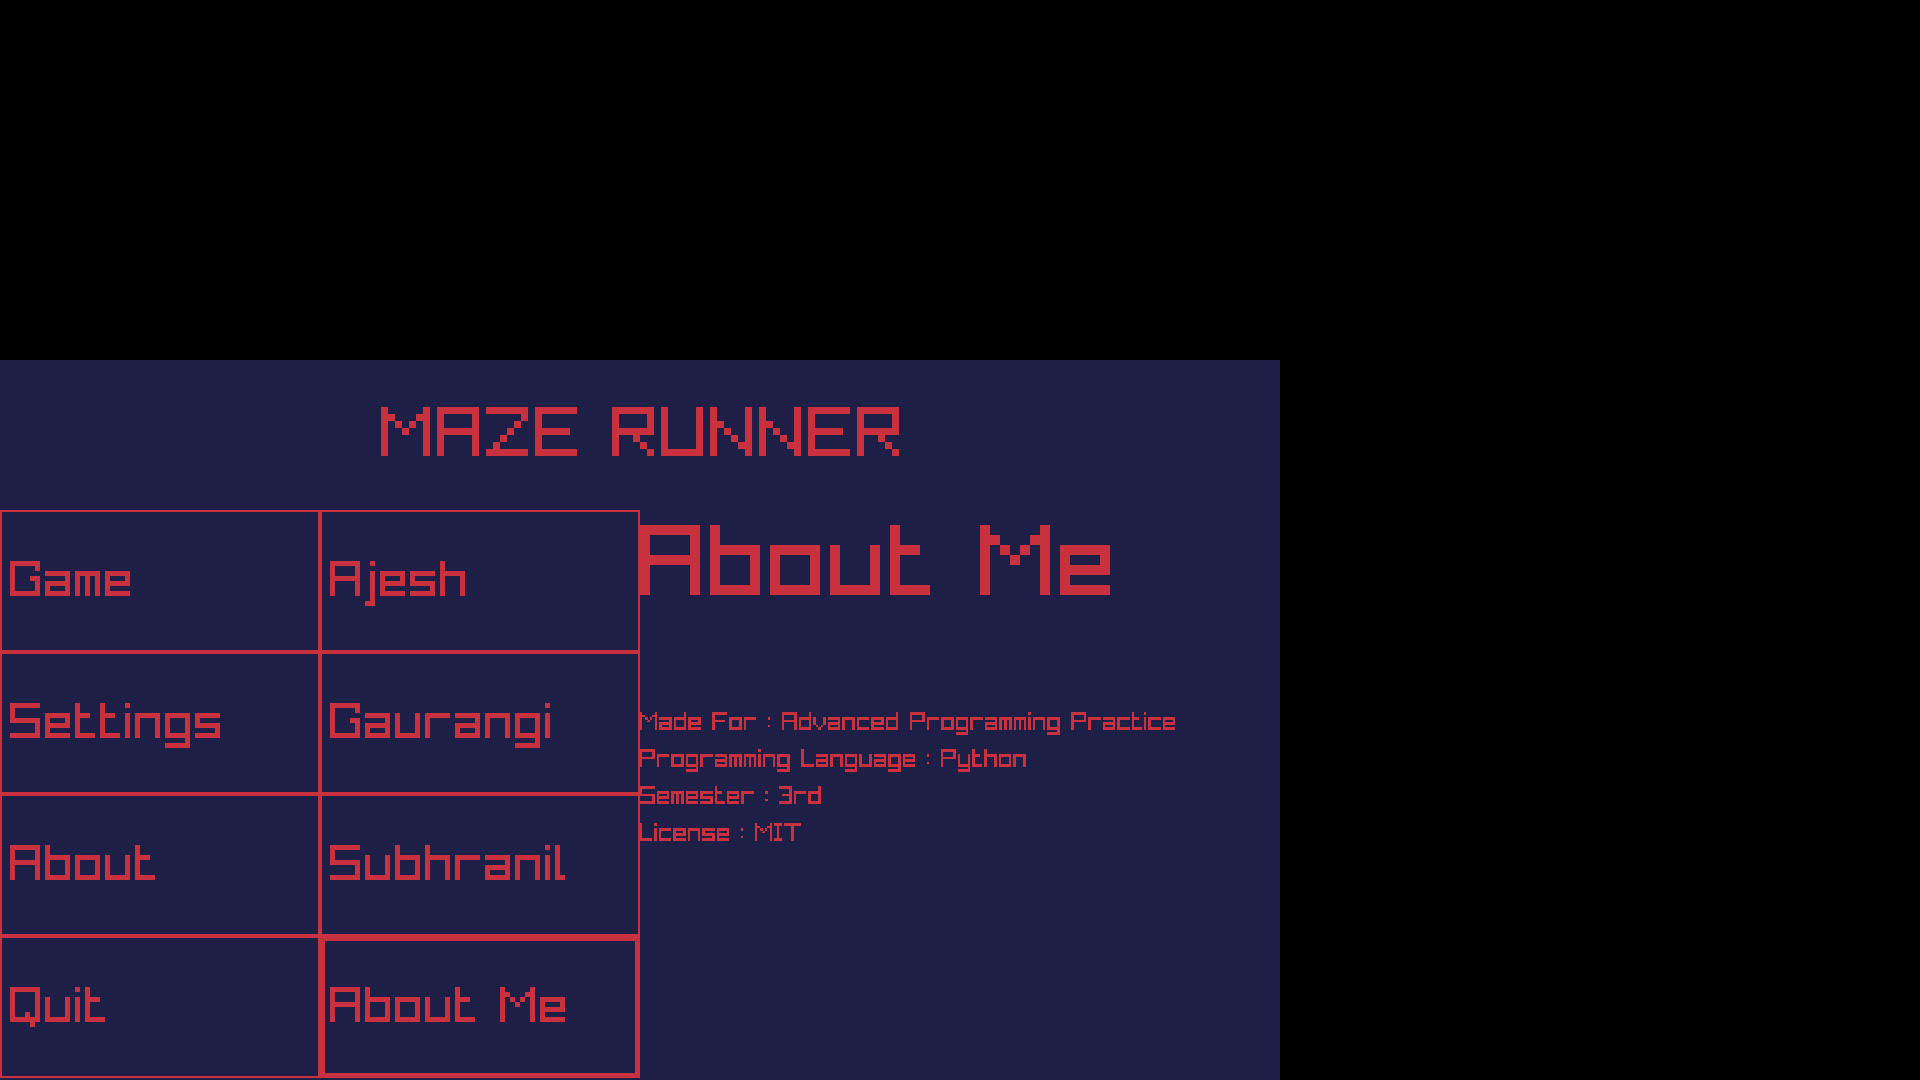 MAZE RUNNER
Game
Settings
About
Quit
Ajesh
Gaurangi
Subhranil
About Me
About Me
Made For : Advanced Programming Practice
Programming Language : Python
Semester : 3rd
License : MIT